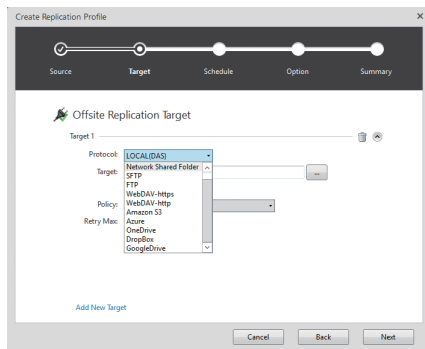 Create Replication Profile
Source Target Schedule Option Summary
Offsite Replication Target
Target 1
Protocol: LOCAL(DAS)
Network Shared Folder
Target: SFTP ...
FTP
WebDAV-https
Policy: WebDAV-http
Amazon S3
Retry Max: Azure
OneDrive
DropBox
GoogleDrive
Add New Target
Cancel Back Next